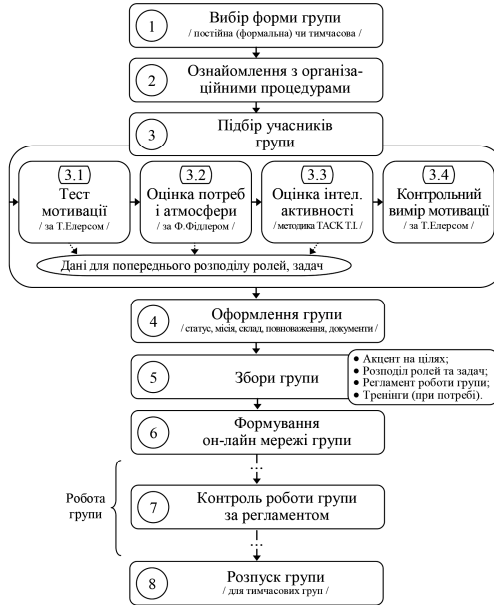 1
Вибір форми групи
/ постійна (формальна) чи тимчасова /
2
Ознайомлення з організа-
ційними процедурами
3
Підбір учасників
групи
3.1
Тест
мотивації
/ за Т.Елерсом /
3.2
Оцінка потреб
і атмосфери
/ за Ф.Фідлером /
3.3
Оцінка інтел.
активності
/ методика TACK T.I. /
3.4
Контрольний
вимір мотивації
/ за Т.Елерсом /
Дані для попереднього розподілу ролей, задач
4
Оформлення групи
/ статус, місія, склад, повноваження, документи /
5
Збори групи
● Акцент на цілях;
● Розподіл ролей та задач;
● Регламент роботи групи;
● Тренінги (при потребі).
6
Формування
он-лайн мережі групи
...
Робота
групи
7
Контроль роботи групи
за регламентом
...
8
Розпуск групи
/ для тимчасових груп /